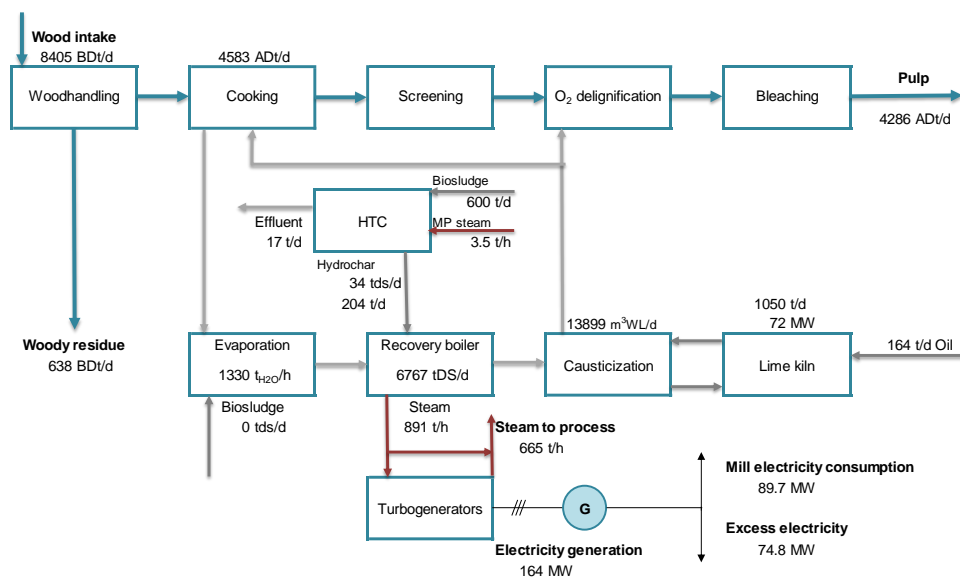 Wood intake
8405 BDt/d
4583 ADt/d
Woodhandling
Cooking
Screening
O2 delignification
Bleaching
Pulp
4286 ADt/d
Biosludge
600 t/d
HTC
MP steam
3.5 t/h
Effluent
17 t/d
Hydrochar
34 tds/d
204 t/d
Woody residue
638 BDt/d
Evaporation
1330 tH2O/h
Recovery boiler
6767 tDS/d
13899 m³WL/d
Causticization
1050 t/d
72 MW
Lime kiln
164 t/d Oil
Biosludge
0 tds/d
Steam
891 t/h
Steam to process
665 t/h
Turbogenerators
G
Mill electricity consumption
89.7 MW
Excess electricity
74.8 MW
Electricity generation
164 MW